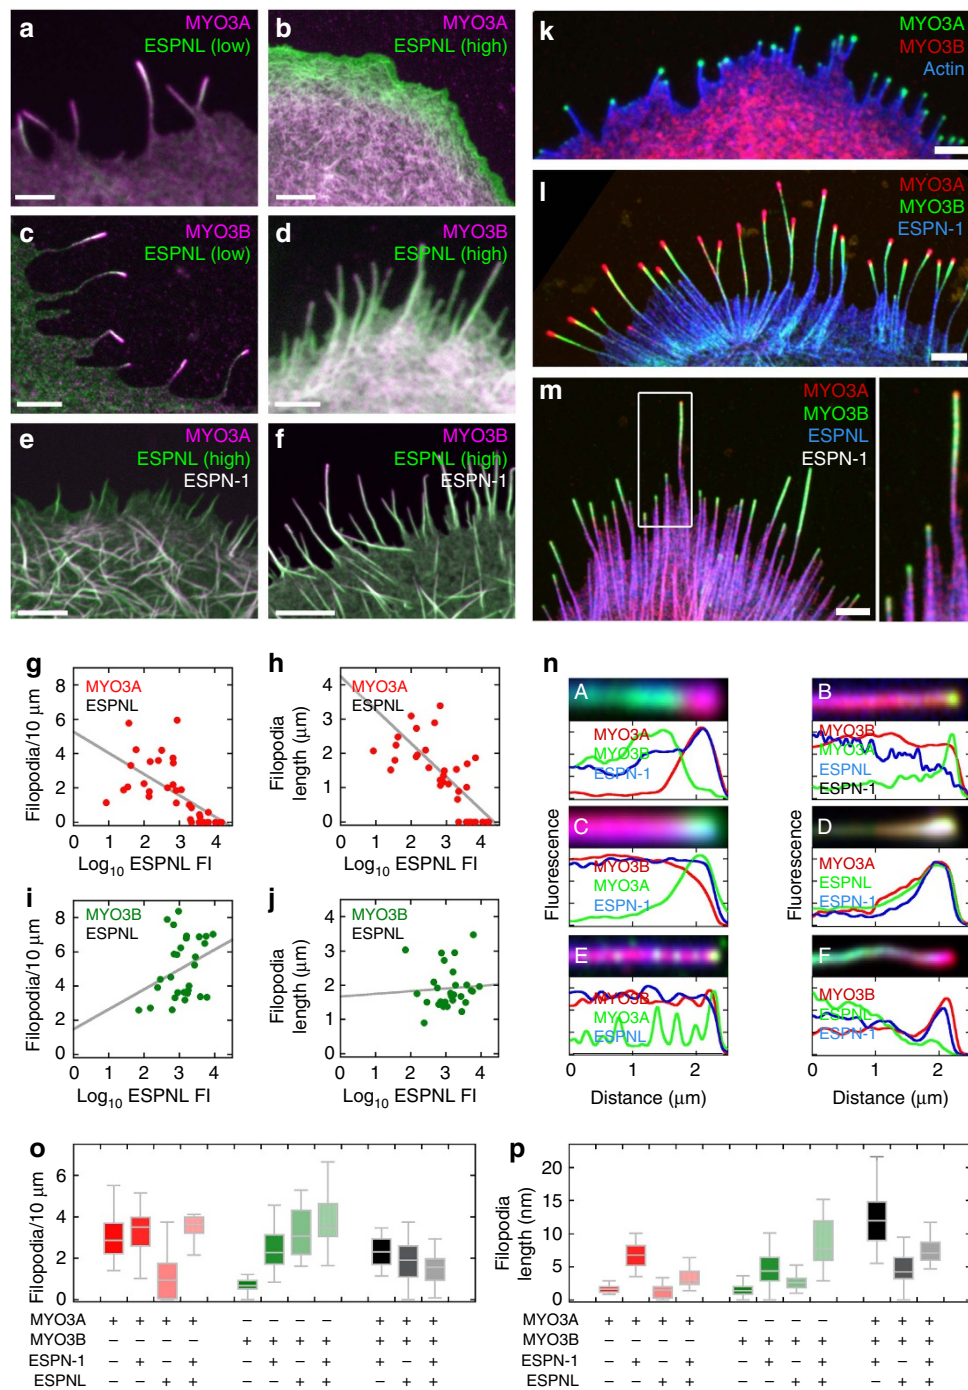 a
MYO3A
ESPNL (low)
b
MYO3A
ESPNL (high)
c
MYO3B
ESPNL (low)
d
MYO3B
ESPNL (high)
e
MYO3A
ESPNL (high)
ESPN-1
f
MYO3B
ESPNL (high)
ESPN-1
k
MYO3A
MYO3B
Actin
l
MYO3A
MYO3B
ESPN-1
m
MYO3A
MYO3B
ESPNL
ESPN-1
g
Filopodia/10 μm
8
6
4
2
0
MYO3A
ESPNL
0 1 2 3 4
Log10 ESPNL FI
h
Filopodia
length (μm)
4
3
2
1
0
MYO3A
ESPNL
0 1 2 3 4
Log10 ESPNL FI
i
Filopodia/10 μm
8
6
4
2
0
MYO3B
ESPNL
0 1 2 3 4
Log10 ESPNL FI
j
Filopodia
length (μm)
4
3
2
1
0
MYO3B
ESPNL
0 1 2 3 4
Log10 ESPNL FI
n
Fluorescence
A
MYO3A
MYO3B
ESPN-1
C
MYO3B
MYO3A
ESPN-1
E
MYO3B
MYO3A
ESPNL
0 1 2
Distance (μm)
Fluorescence
B
MYO3B
MYO3A
ESPNL
ESPN-1
D
MYO3A
ESPNL
ESPN-1
F
MYO3B
ESPNL
ESPN-1
0 1 2
Distance (μm)
o
Filopodia/10 μm
6
4
2
0
MYO3A + + + + – – – – + + +
MYO3B – – – – + + + + + + +
ESPN-1 – + – + – + – + + – +
ESPNL – – + + – – + + – + +
p
Filopodia
length (nm)
20
15
10
5
0
MYO3A + + + + – – – – + + +
MYO3B – – – – + + + + + + +
ESPN-1 – + – + – + – + + – +
ESPNL – – + + – – + + – + +